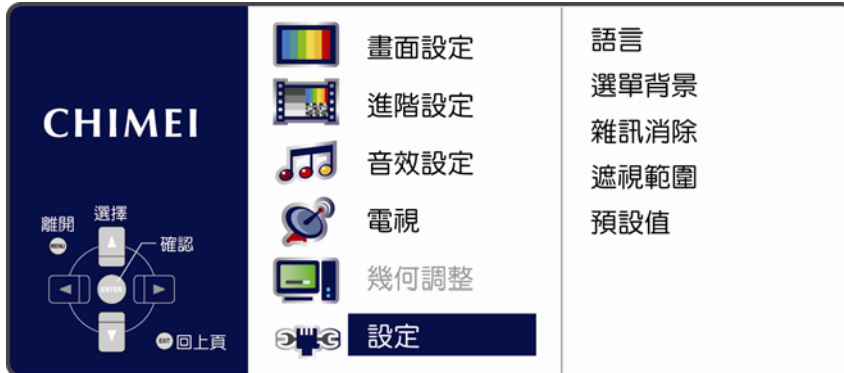 CHIMEI
離開
選擇
MENU
確認
ENTER
EXIT 回上頁
畫面設定
進階設定
音效設定
電視
幾何調整
設定
語言
選單背景
雜訊消除
遮視範圍
預設值